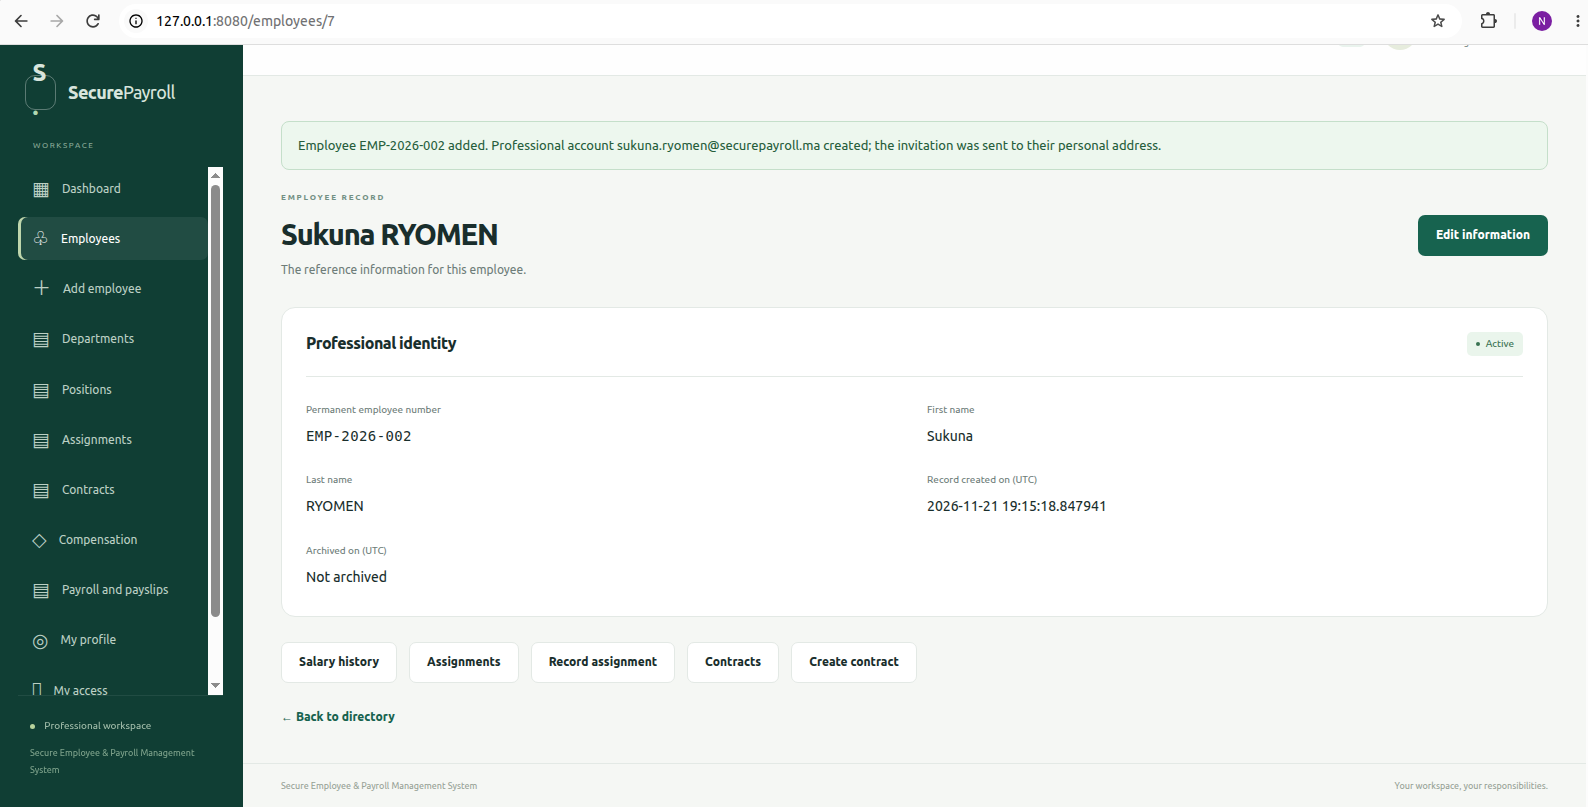 127.0.0.1:8080/employees/7
N
S
SecurePayroll
WORKSPACE
Dashboard
Employees
Add employee
Departments
Positions
Assignments
Contracts
Compensation
Payroll and payslips
My profile
My access
Professional workspace
Secure Employee & Payroll Management
System
Employee EMP-2026-002 added. Professional account sukuna.ryomen@securepayroll.ma created; the invitation was sent to their personal address.
EMPLOYEE RECORD
Sukuna RYOMEN
Edit information
The reference information for this employee.
Professional identity
Active
Permanent employee number
First name
EMP-2026-002
Sukuna
Last name
Record created on (UTC)
RYOMEN
2026-11-21 19:15:18.847941
Archived on (UTC)
Not archived
Salary history
Assignments
Record assignment
Contracts
Create contract
← Back to directory
Secure Employee & Payroll Management System
Your workspace, your responsibilities.